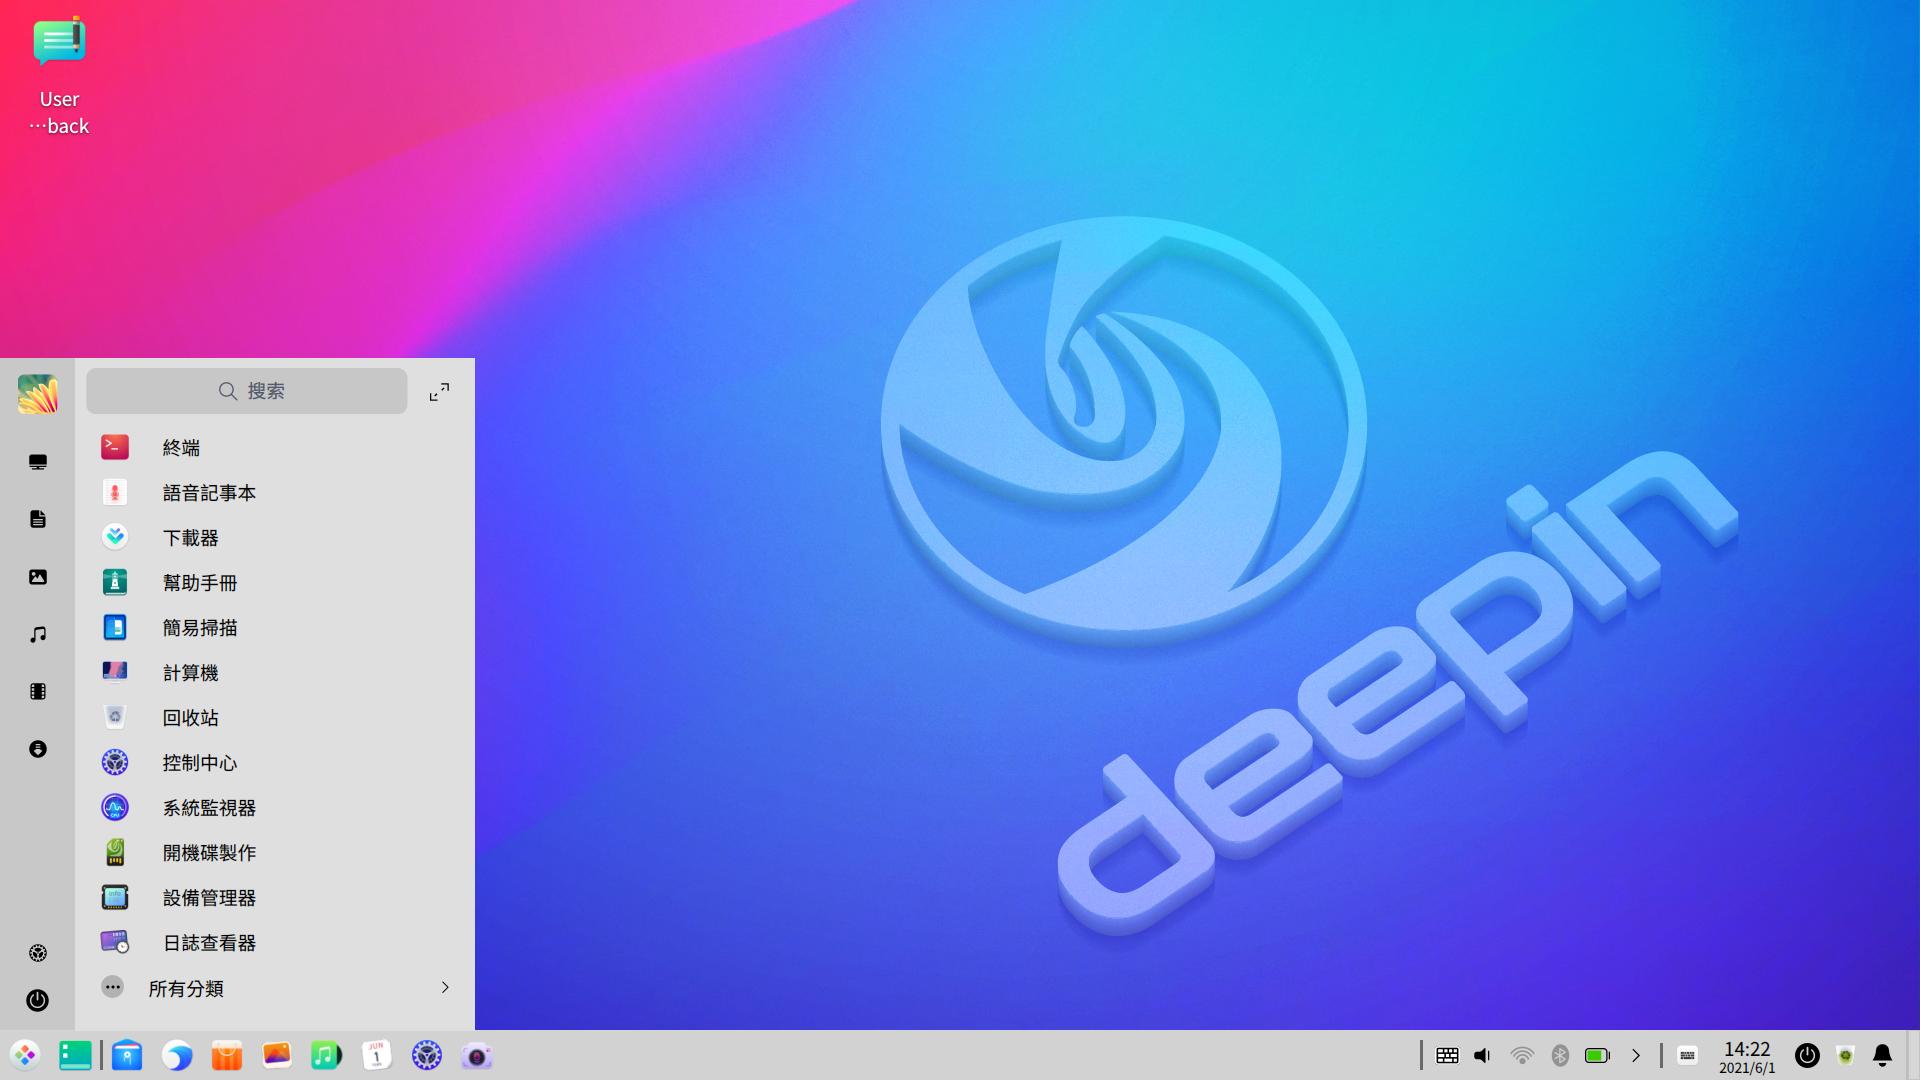 User
…back
搜索
終端
語音記事本
下載器
幫助手冊
簡易掃描
計算機
回收站
控制中心
系統監視器
開機碟製作
設備管理器
日誌查看器
所有分類
deepin
JUN
1
14:22
2021/6/1